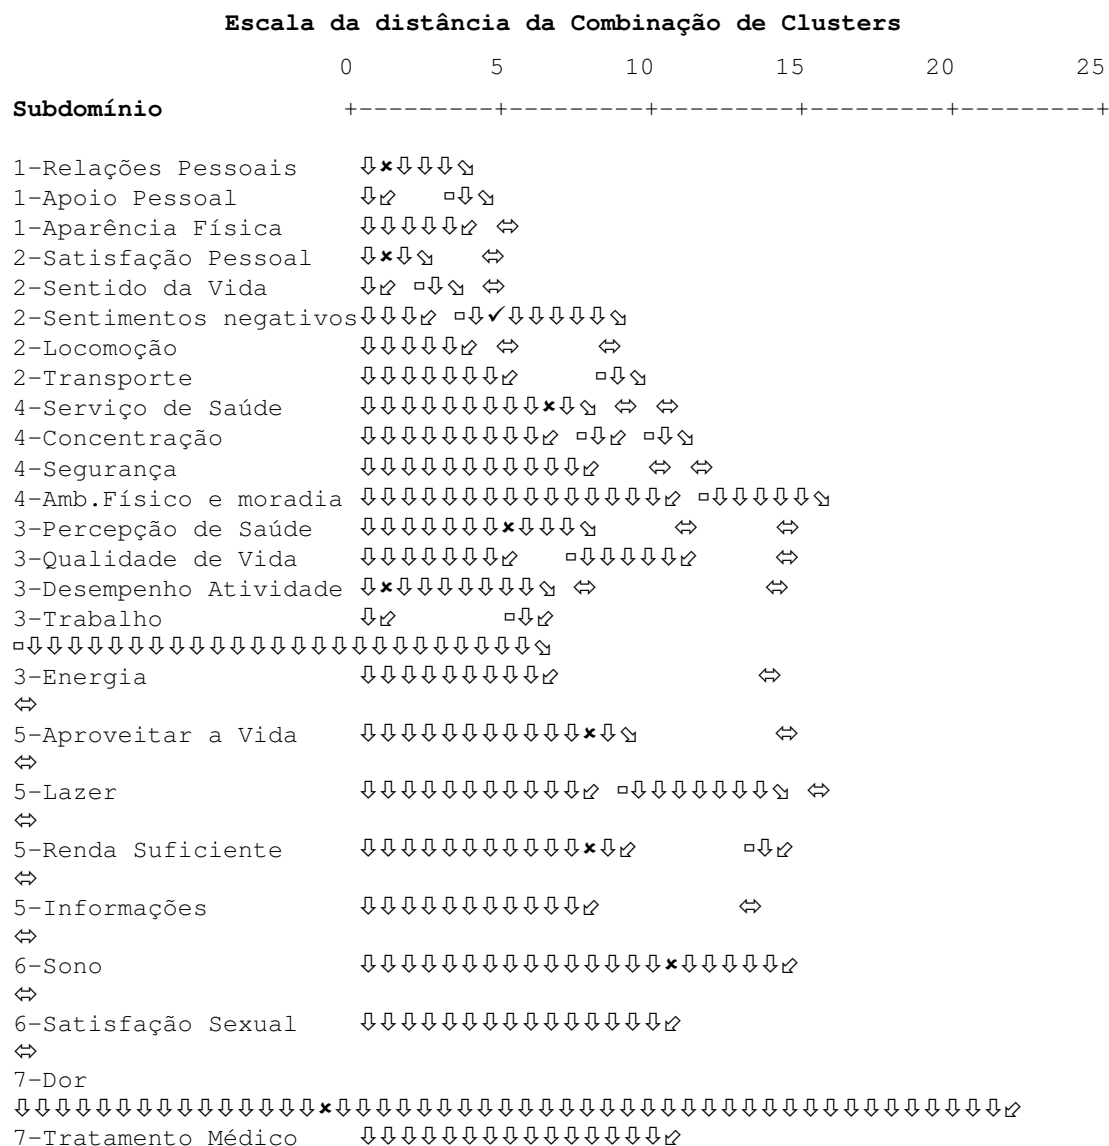 Escala da distância da Combinação de Clusters
0 5 10 15 20 25
Subdomínio +---------+---------+---------+---------+---------+
1-Relações Pessoais ⇩×⇩⇩⇩⬂
1-Apoio Pessoal ⇩⬃ □⇩⬂
1-Aparência Física ⇩⇩⇩⇩⇩⬃ ⇔
2-Satisfação Pessoal ⇩×⇩⬂ ⇔
2-Sentido da Vida ⇩⬃ □⇩⬂ ⇔
2-Sentimentos negativos⇩⇩⇩⬃ □⇩✓⇩⇩⇩⇩⇩⬂
2-Locomoção ⇩⇩⇩⇩⇩⬃ ⇔ ⇔
2-Transporte ⇩⇩⇩⇩⇩⇩⇩⬃ □⇩⬂
4-Serviço de Saúde ⇩⇩⇩⇩⇩⇩⇩⇩⇩×⇩⬂ ⇔ ⇔
4-Concentração ⇩⇩⇩⇩⇩⇩⇩⇩⇩⬃ □⇩⬃ □⇩⬂
4-Segurança ⇩⇩⇩⇩⇩⇩⇩⇩⇩⇩⇩⬃ ⇔ ⇔
4-Amb.Físico e moradia ⇩⇩⇩⇩⇩⇩⇩⇩⇩⇩⇩⇩⇩⇩⇩⬃ □⇩⇩⇩⇩⇩⬂
3-Percepção de Saúde ⇩⇩⇩⇩⇩⇩⇩×⇩⇩⇩⬂ ⇔ ⇔
3-Qualidade de Vida ⇩⇩⇩⇩⇩⇩⇩⬃ □⇩⇩⇩⇩⇩⬃ ⇔
3-Desempenho Atividade ⇩×⇩⇩⇩⇩⇩⇩⇩⬂ ⇔ ⇔
3-Trabalho ⇩⬃ □⇩⬃
□⇩⇩⇩⇩⇩⇩⇩⇩⇩⇩⇩⇩⇩⇩⇩⇩⇩⇩⇩⇩⇩⇩⇩⇩⇩⬂
3-Energia ⇩⇩⇩⇩⇩⇩⇩⇩⇩⬃ ⇔
⇔
5-Aproveitar a Vida ⇩⇩⇩⇩⇩⇩⇩⇩⇩⇩⇩×⇩⬂ ⇔
⇔
5-Lazer ⇩⇩⇩⇩⇩⇩⇩⇩⇩⇩⇩⬃ □⇩⇩⇩⇩⇩⇩⇩⬂ ⇔
⇔
5-Renda Suficiente ⇩⇩⇩⇩⇩⇩⇩⇩⇩⇩⇩×⇩⬃ □⇩⬃
⇔
5-Informações ⇩⇩⇩⇩⇩⇩⇩⇩⇩⇩⇩⬃ ⇔
⇔
6-Sono ⇩⇩⇩⇩⇩⇩⇩⇩⇩⇩⇩⇩⇩⇩⇩×⇩⇩⇩⇩⇩⬃
⇔
6-Satisfação Sexual ⇩⇩⇩⇩⇩⇩⇩⇩⇩⇩⇩⇩⇩⇩⇩⬃
⇔
7-Dor
⇩⇩⇩⇩⇩⇩⇩⇩⇩⇩⇩⇩⇩⇩⇩×⇩⇩⇩⇩⇩⇩⇩⇩⇩⇩⇩⇩⇩⇩⇩⇩⇩⇩⇩⇩⇩⇩⇩⇩⇩⇩⇩⇩⇩⇩⇩⇩⇩⬃
7-Tratamento Médico ⇩⇩⇩⇩⇩⇩⇩⇩⇩⇩⇩⇩⇩⇩⇩⬃